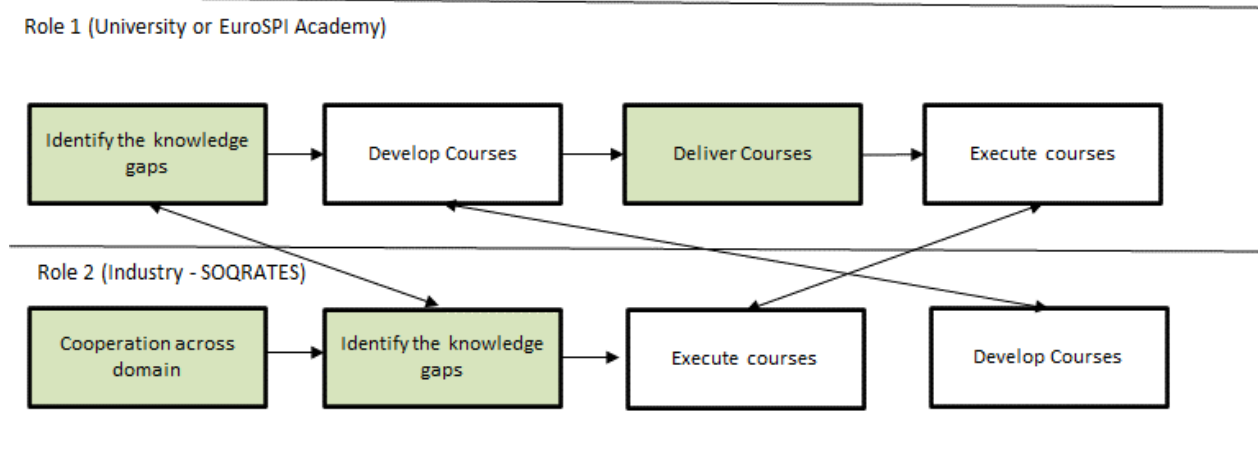 Role 1 (University or EuroSPI Academy)
Identify the knowledge
gaps
Develop Courses
Deliver Courses
Execute courses
Role 2 (Industry - SOQRATES)
Cooperation across
domain
Identify the knowledge
gaps
Execute courses
Develop Courses